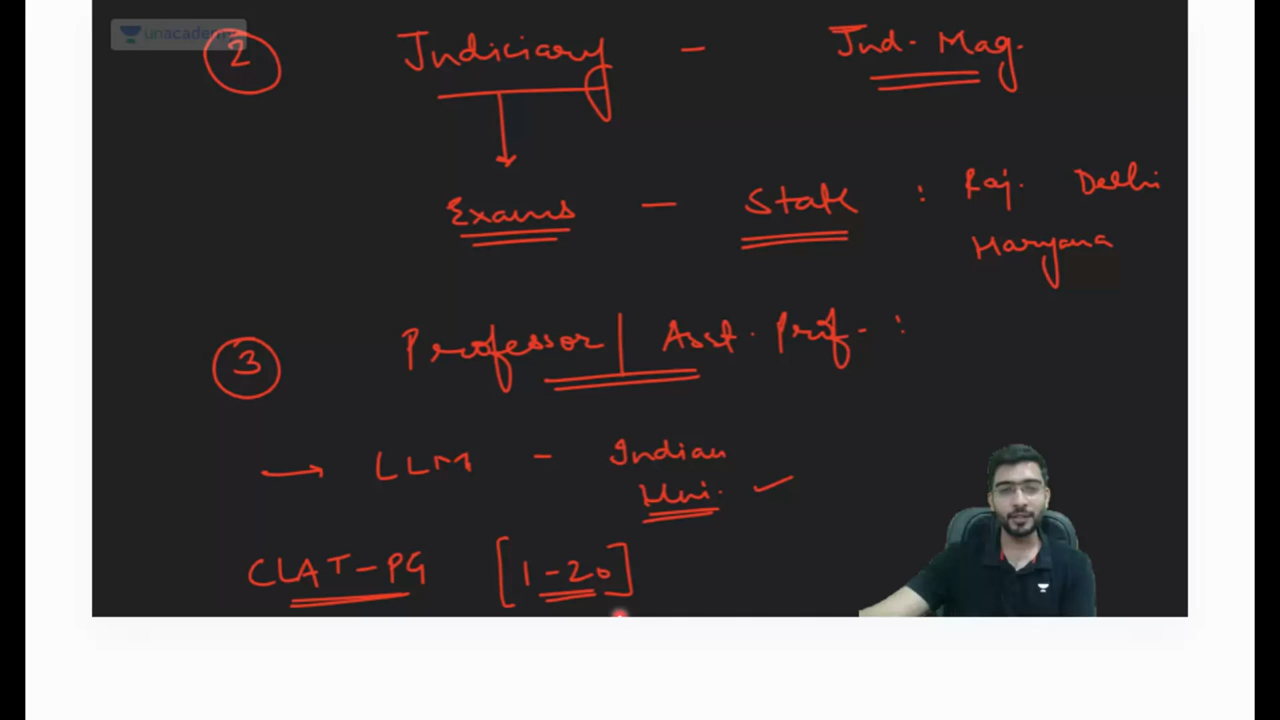 unacademy
② Judiciary - Jud. Mag.
Exams - State : Raj. Delhi
Haryana
③ Professor | Asst. Prof. :
→ LLM - Indian
Uni. ✓
CLAT-PG [1-20]